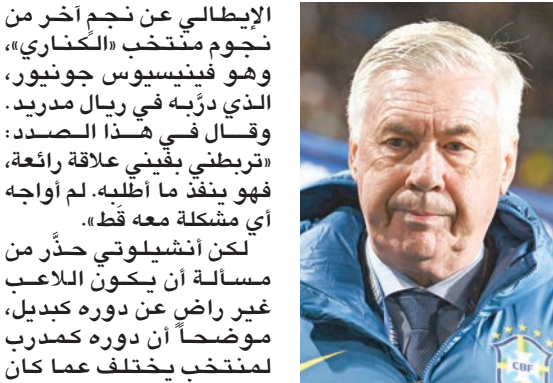 الإيطالي عن نجمٍ آخر من
نجوم منتخب «الكناري»،
وهو فينيسيوس جونيور،
الذي درَّبه في ريال مدريد.
وقال في هذا الصدد:
«تربطني بفيني علاقة رائعة،
فهو ينفذ ما أطلبه. لم أواجه
أي مشكلة معه قَط».
لكن أنشيلوتي حذَّر من
مسألة أن يكون اللاعب
غير راضٍ عن دوره كبديل،
موضحاً أن دوره كمدرب
لمنتخب يختلف عما كان
CBF